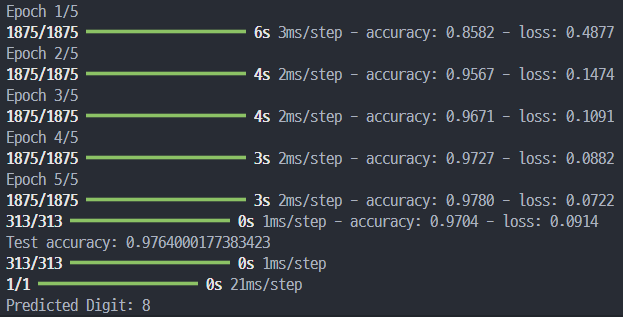 Epoch 1/5
1875/1875 ━━━━━━━━━━━━━━━━━━━━ 6s 3ms/step - accuracy: 0.8582 - loss: 0.4877
Epoch 2/5
1875/1875 ━━━━━━━━━━━━━━━━━━━━ 4s 2ms/step - accuracy: 0.9567 - loss: 0.1474
Epoch 3/5
1875/1875 ━━━━━━━━━━━━━━━━━━━━ 4s 2ms/step - accuracy: 0.9671 - loss: 0.1091
Epoch 4/5
1875/1875 ━━━━━━━━━━━━━━━━━━━━ 3s 2ms/step - accuracy: 0.9727 - loss: 0.0882
Epoch 5/5
1875/1875 ━━━━━━━━━━━━━━━━━━━━ 3s 2ms/step - accuracy: 0.9780 - loss: 0.0722
313/313 ━━━━━━━━━━━━━━━━━━━━ 0s 1ms/step - accuracy: 0.9704 - loss: 0.0914
Test accuracy: 0.9764000177383423
313/313 ━━━━━━━━━━━━━━━━━━━━ 0s 1ms/step
1/1 ━━━━━━━━━━━━━━━━━━━━ 0s 21ms/step
Predicted Digit: 8